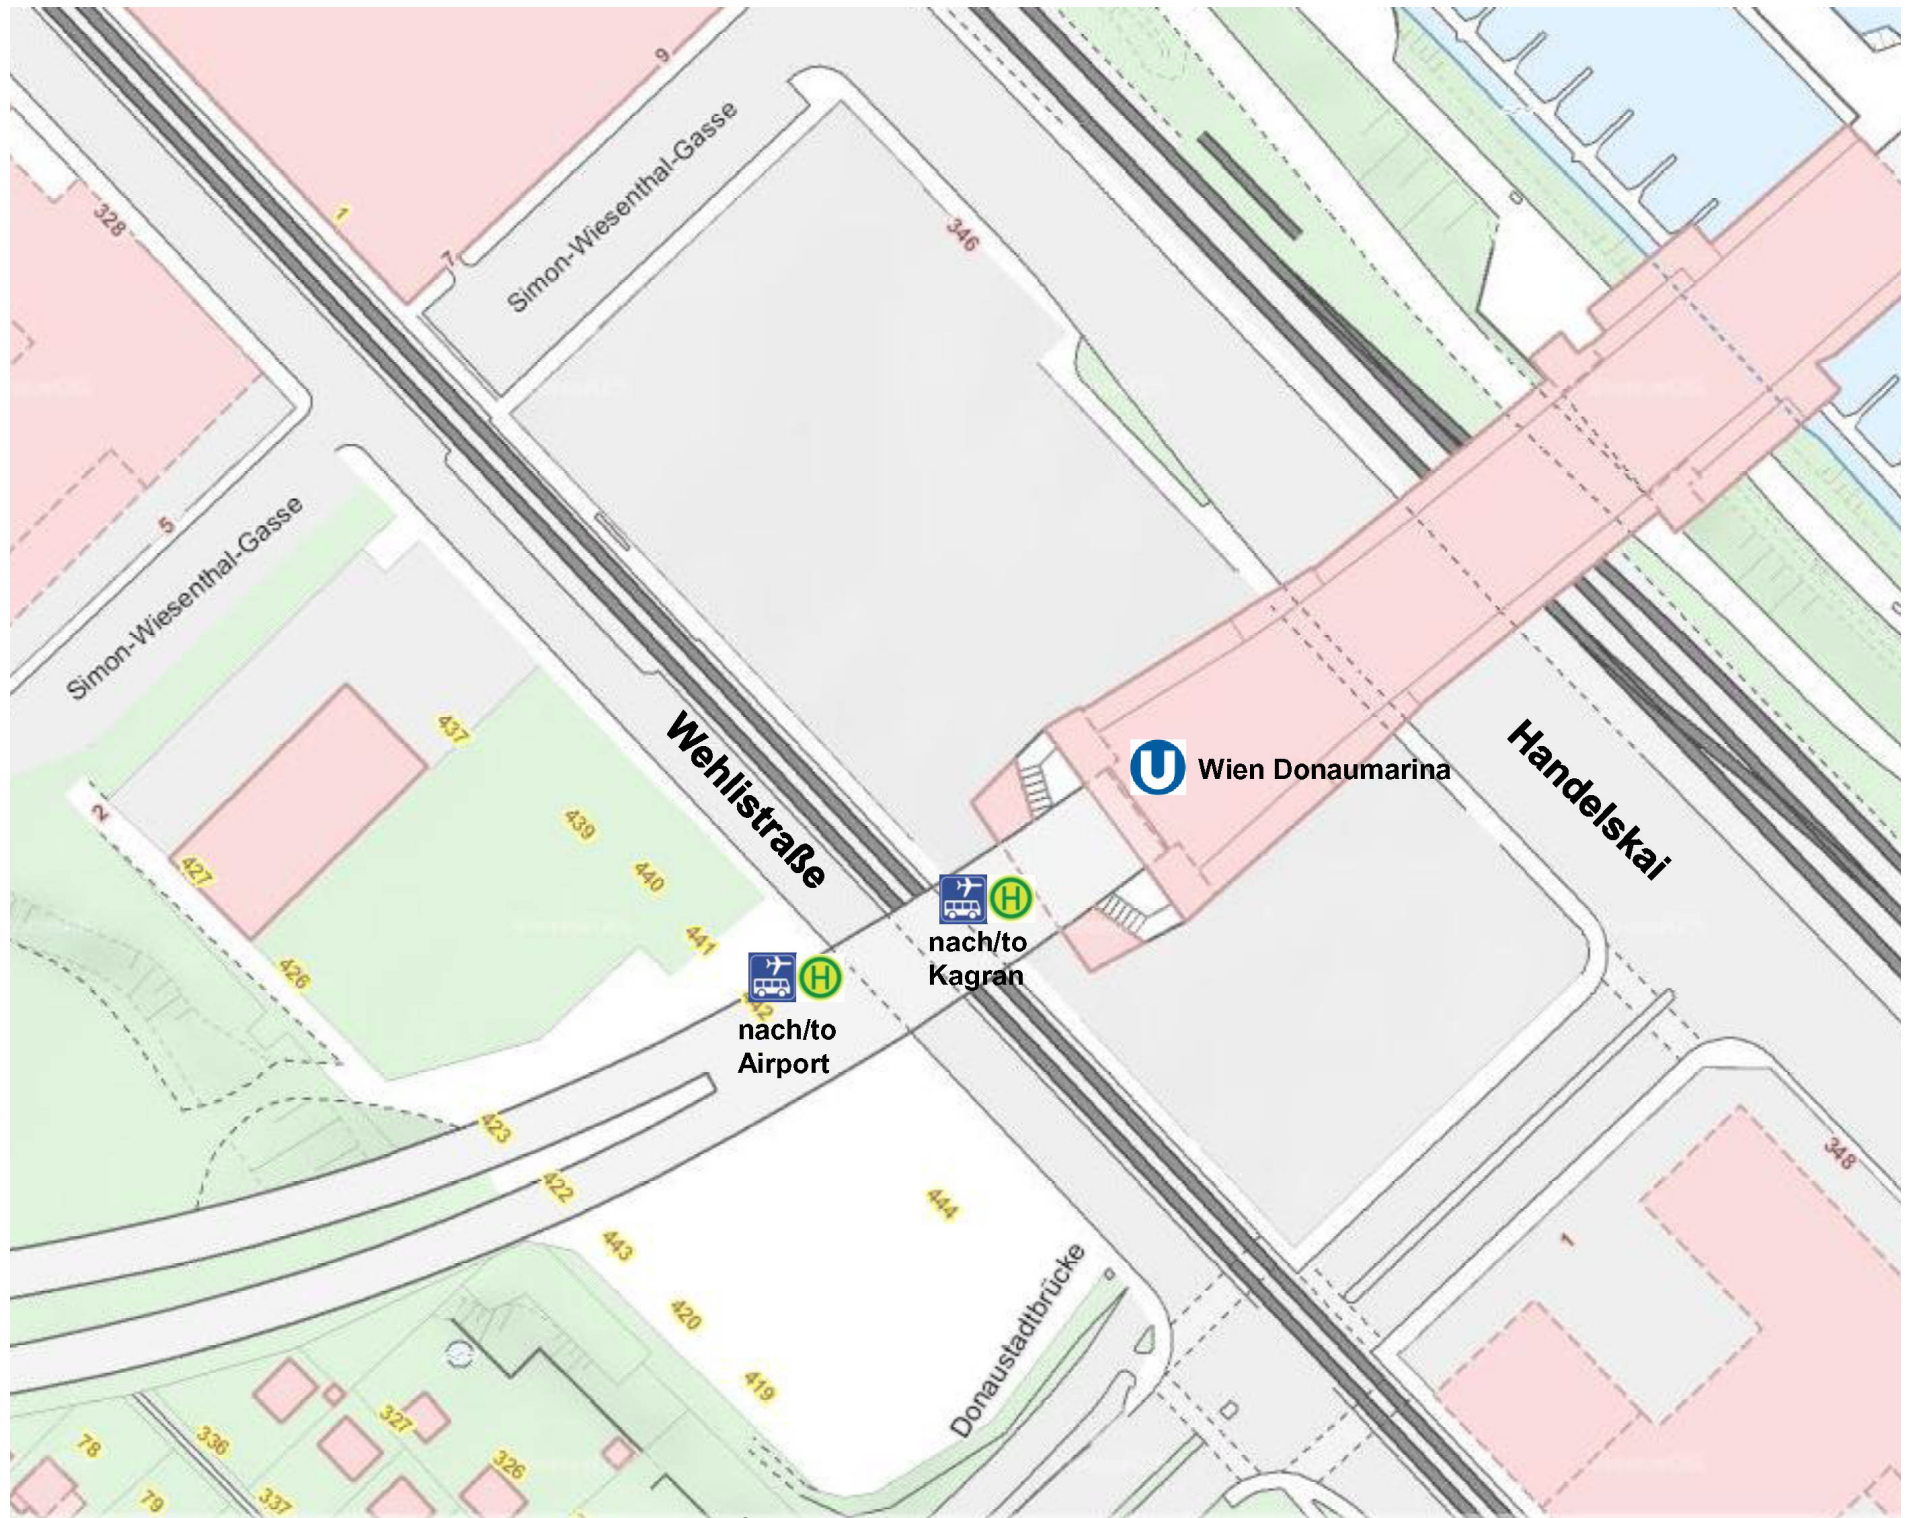 9
Simon-Wiesenthal-Gasse
328
1
7
346
5
Simon-Wiesenthal-Gasse
437
Wehlistraße
U
Wien Donaumarina
Handelskai
2
427
439
440
441
426
H
nach/to
Kagran
H
442
nach/to
Airport
423
422
443
444
420
419
Donaustadtbrücke
348
1
327
336
326
78
79
337